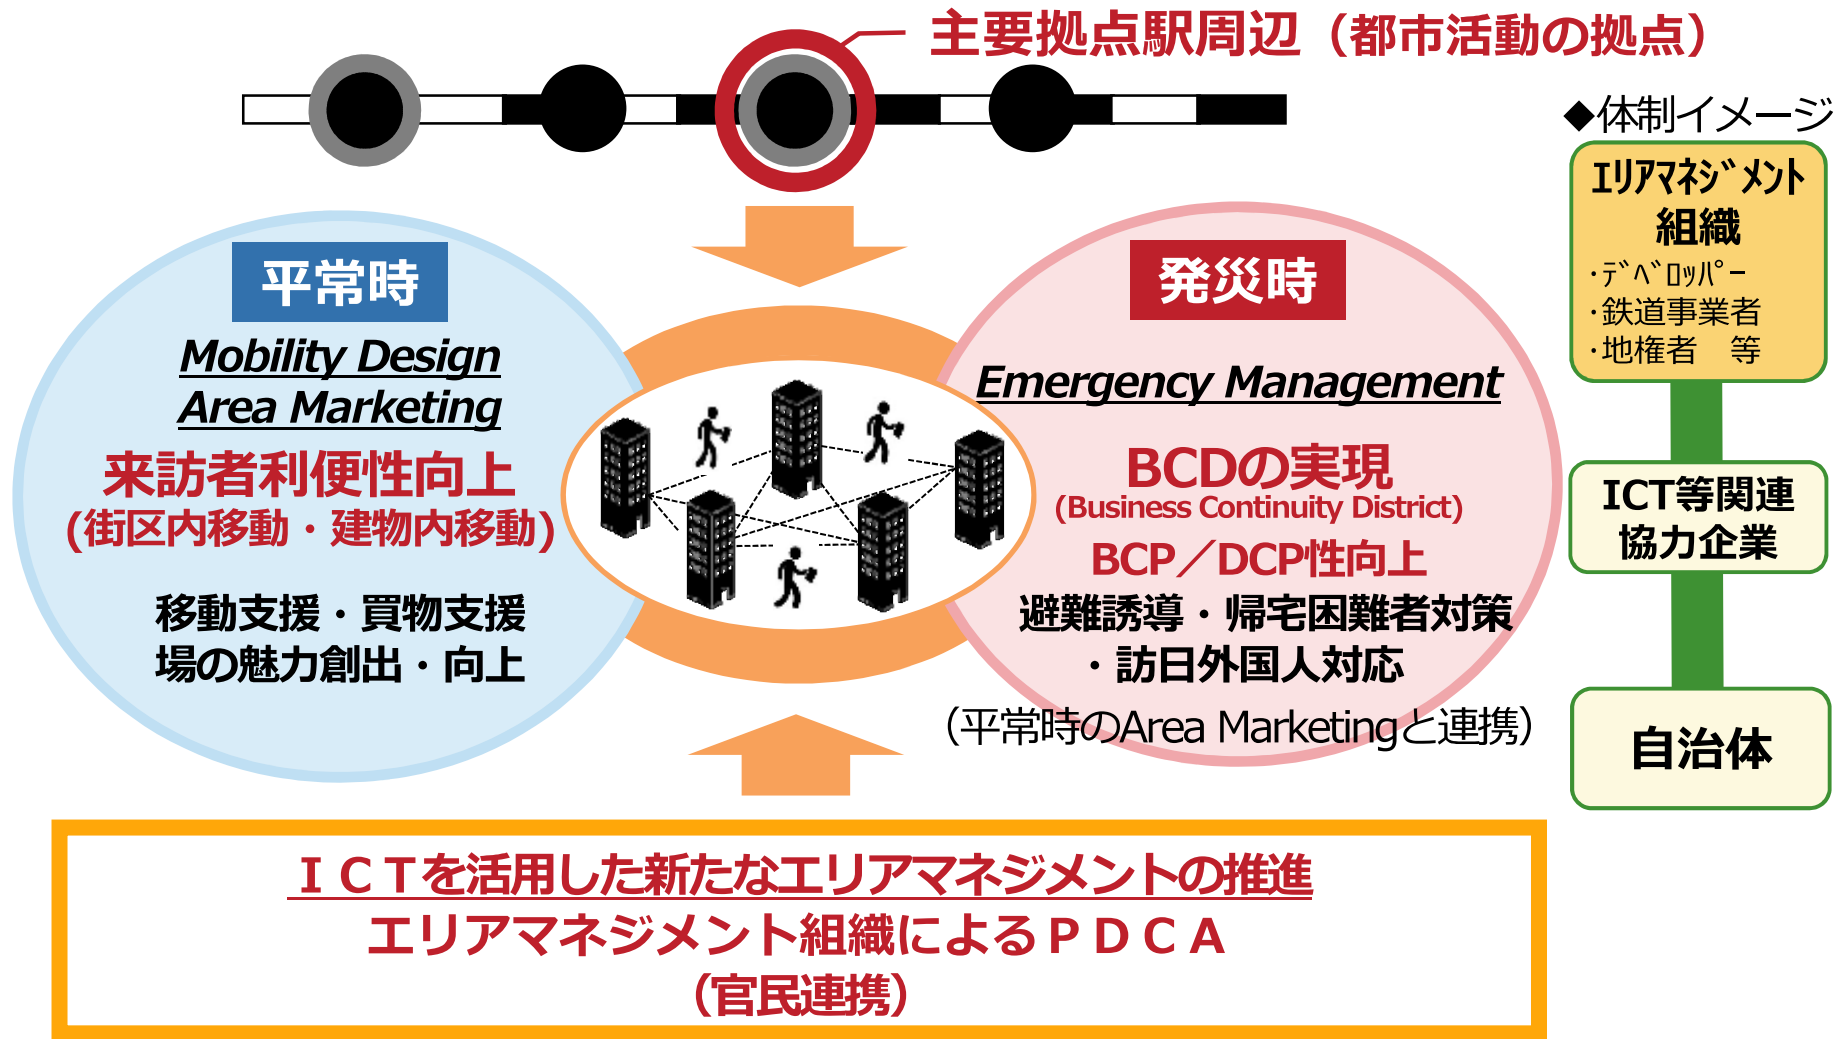 主要拠点駅周辺（都市活動の拠点）
平常時
Mobility Design
Area Marketing
来訪者利便性向上
(街区内移動・建物内移動)
移動支援・買物支援
場の魅力創出・向上
発災時
Emergency Management
BCDの実現
(Business Continuity District)
BCP／DCP性向上
避難誘導・帰宅困難者対策
・訪日外国人対応
（平常時のArea Marketingと連携）
◆体制イメージ
ｴﾘｱﾏﾈｼﾞﾒﾝﾄ
組織
・ﾃﾞﾍﾞﾛｯﾊﾟｰ
・鉄道事業者
・地権者　等
ICT等関連
協力企業
自治体
ＩＣＴを活用した新たなエリアマネジメントの推進
エリアマネジメント組織によるＰＤＣＡ
（官民連携）